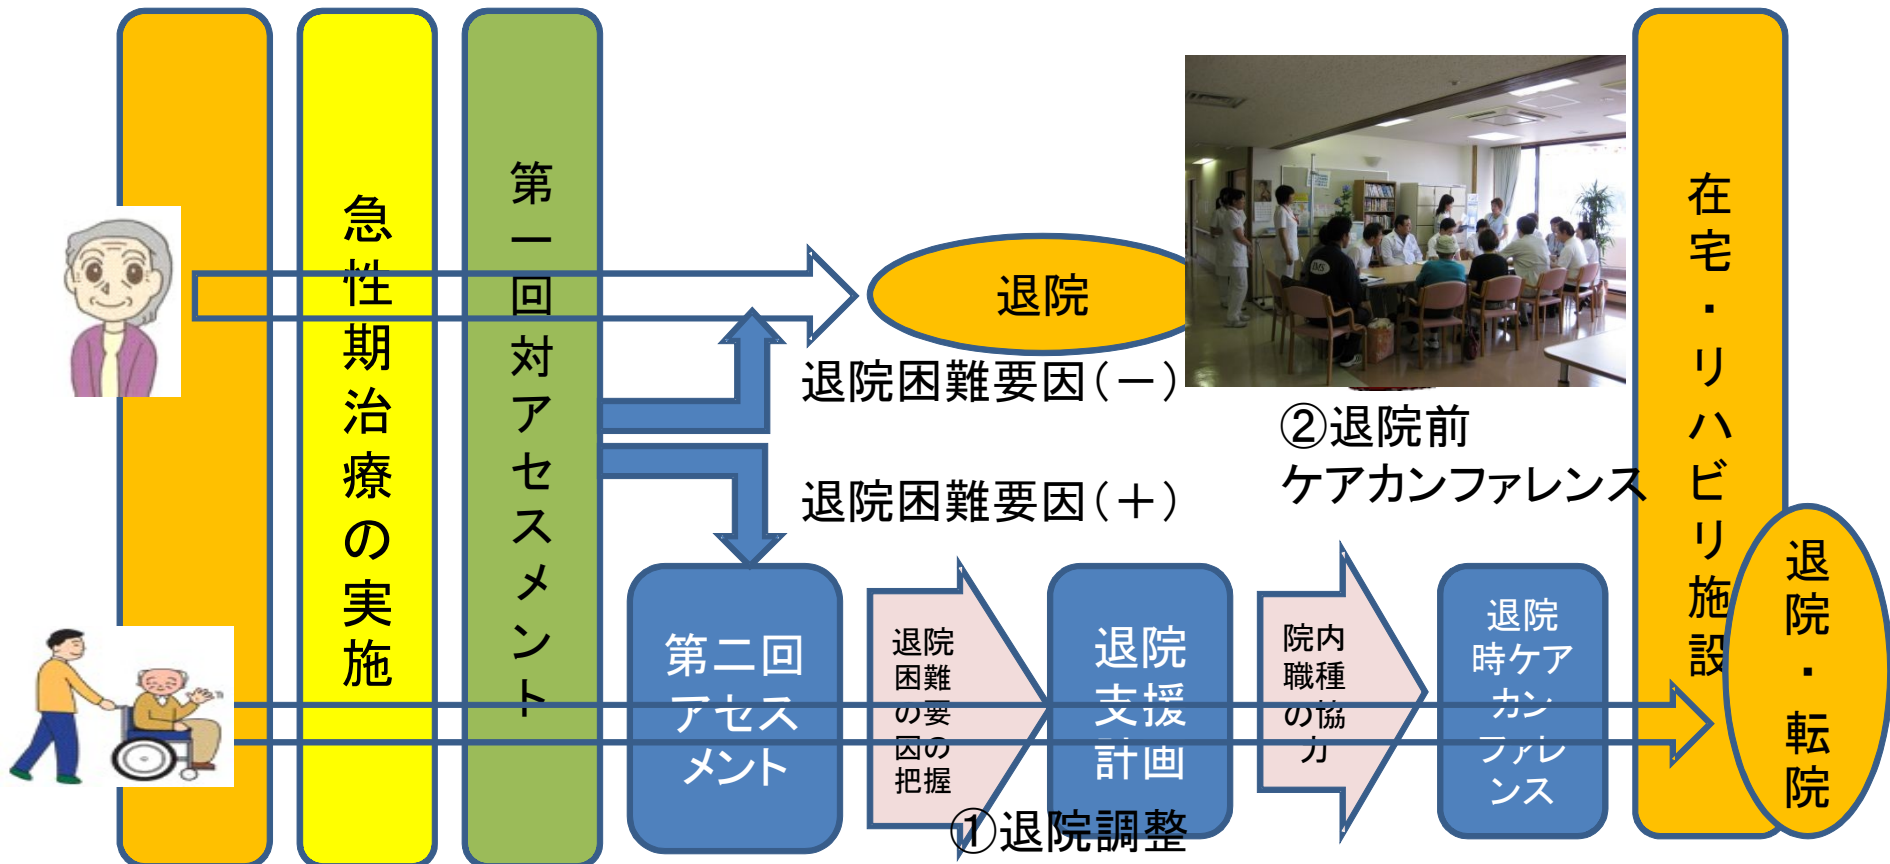 急性期治療の実施
第一回対アセスメント
退院
退院困難要因(－)
退院困難要因(＋)
②退院前
ケアカンファレンス
在宅・リハビリ施設
退院・転院
第二回
アセス
メント
退院
困難
の要
因の
把握
退院
支援
計画
院内
職種
の協
力
退院
時ケア
カン
ファレ
ンス
①退院調整